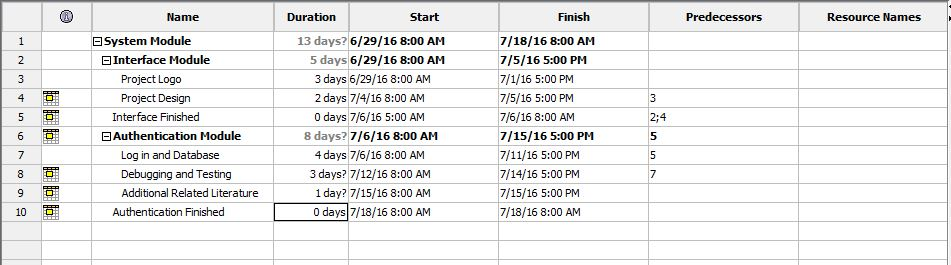 Name Duration Start Finish Predecessors Resource Names
1 System Module 13 days? 6/29/16 8:00 AM 7/18/16 8:00 AM
2 Interface Module 5 days 6/29/16 8:00 AM 7/5/16 5:00 PM
3 Project Logo 3 days 6/29/16 8:00 AM 7/1/16 5:00 PM
4 Project Design 2 days 7/4/16 8:00 AM 7/5/16 5:00 PM 3
5 Interface Finished 0 days 7/6/16 8:00 AM 7/6/16 8:00 AM 2;4
6 Authentication Module 8 days? 7/6/16 8:00 AM 7/15/16 5:00 PM 5
7 Log in and Database 4 days 7/6/16 8:00 AM 7/11/16 5:00 PM 5
8 Debugging and Testing 3 days? 7/12/16 8:00 AM 7/14/16 5:00 PM 7
9 Additional Related Literature 1 day? 7/15/16 8:00 AM 7/15/16 5:00 PM
10 Authentication Finished 0 days 7/18/16 8:00 AM 7/18/16 8:00 AM